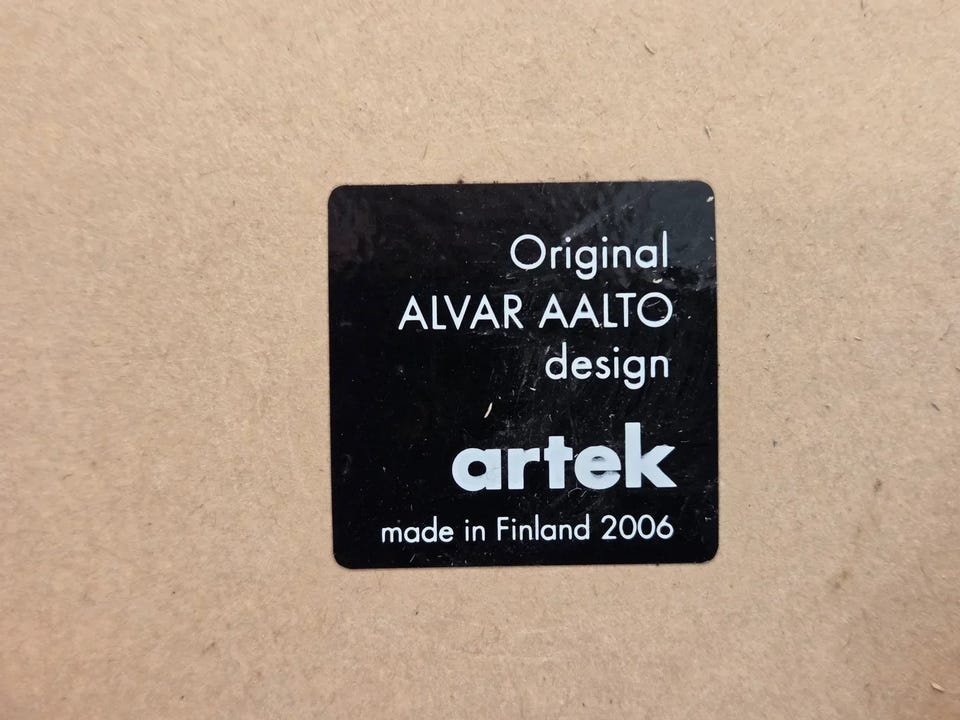 Original
ALVAR AALTO
design
artek
made in Finland 2006